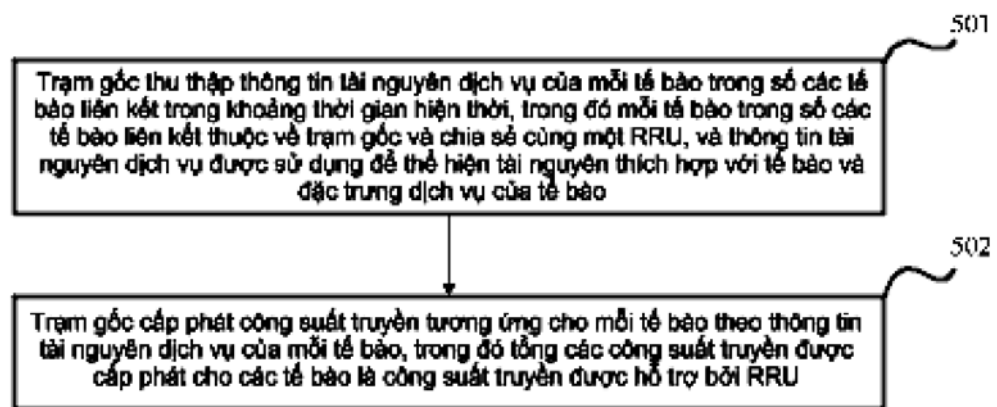 501
Trạm gốc thu thập thông tin tài nguyên dịch vụ của mỗi tế bào trong số các tế
bào liên kết trong khoảng thời gian hiện thời, trong đó mỗi tế bào trong số các
tế bào liên kết thuộc về trạm gốc và chia sẻ cùng một RRU, và thông tin tài
nguyên dịch vụ được sử dụng để thể hiện tài nguyên thích hợp với tế bào và
đặc trưng dịch vụ của tế bào
502
Trạm gốc cấp phát công suất truyền tương ứng cho mỗi tế bào theo thông tin
tài nguyên dịch vụ của mỗi tế bào, trong đó tổng các công suất truyền được
cấp phát cho các tế bào là công suất truyền được hỗ trợ bởi RRU